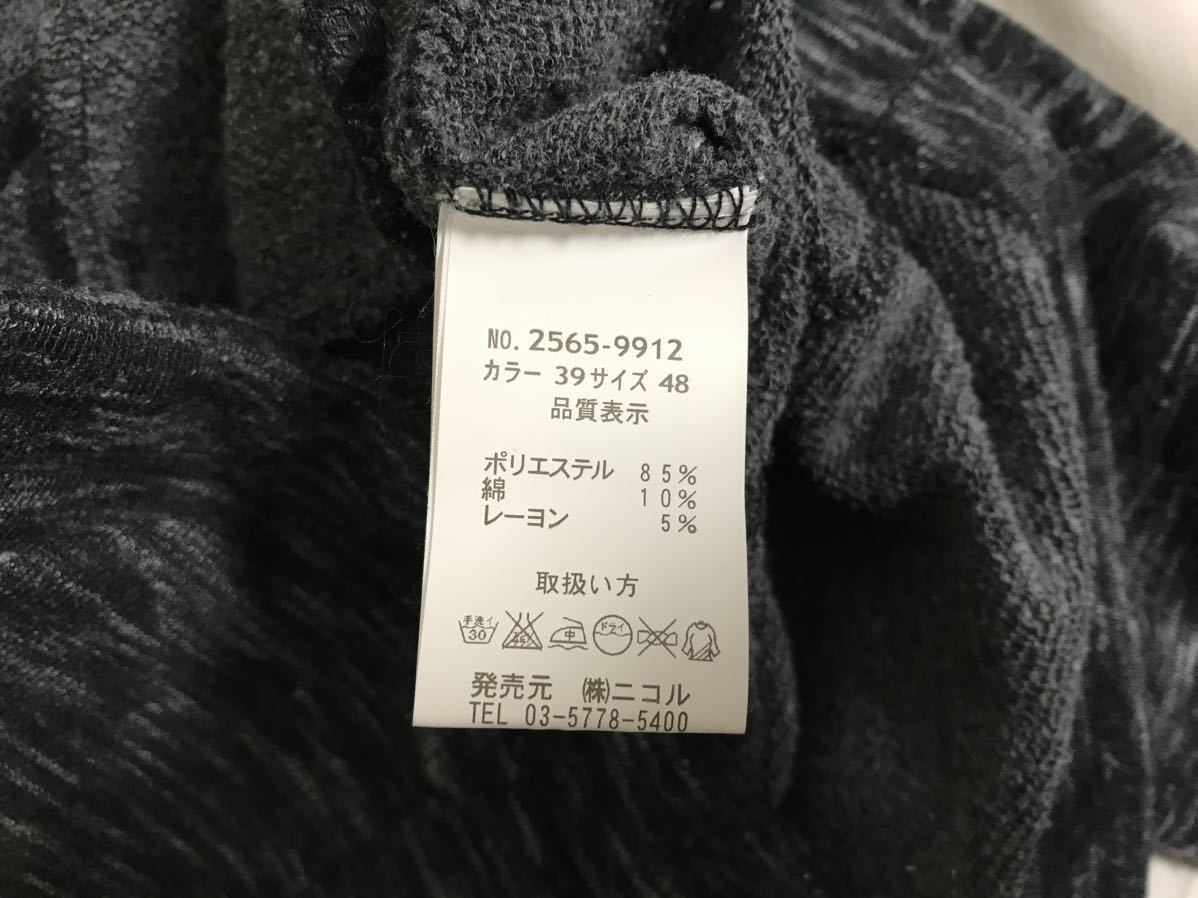 NO. 2565-9912
カラー 39 サイズ 48
品質表示
ポリエステル 85%
綿 10%
レーヨン 5%
取扱い方
手洗イ 30 中 ドライ
発売元 (株)ニコル
TEL 03-5778-5400